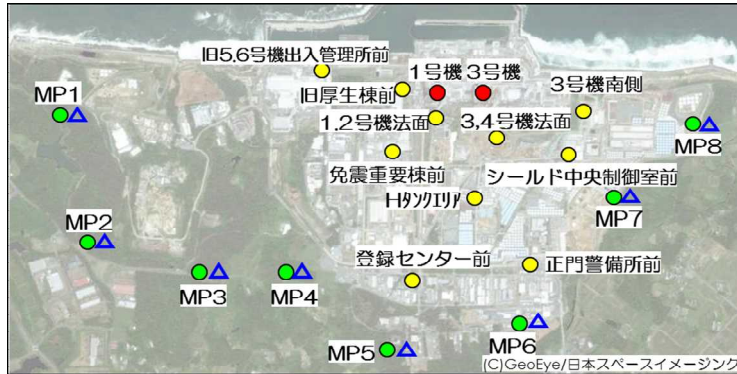 旧5.6号機出入管理所前
1号機
3号機
MP1
旧厚生棟前
3号機南側
1.2号機法面
3,4号機法面
MP8
免震重要棟前
シールド中央制御室前
Hﾀﾝｸｴﾘｱ
MP7
MP2
登録センター前
正門警備所前
MP3
MP4
MP5
MP6
(C)GeoEye/日本スペースイメージング